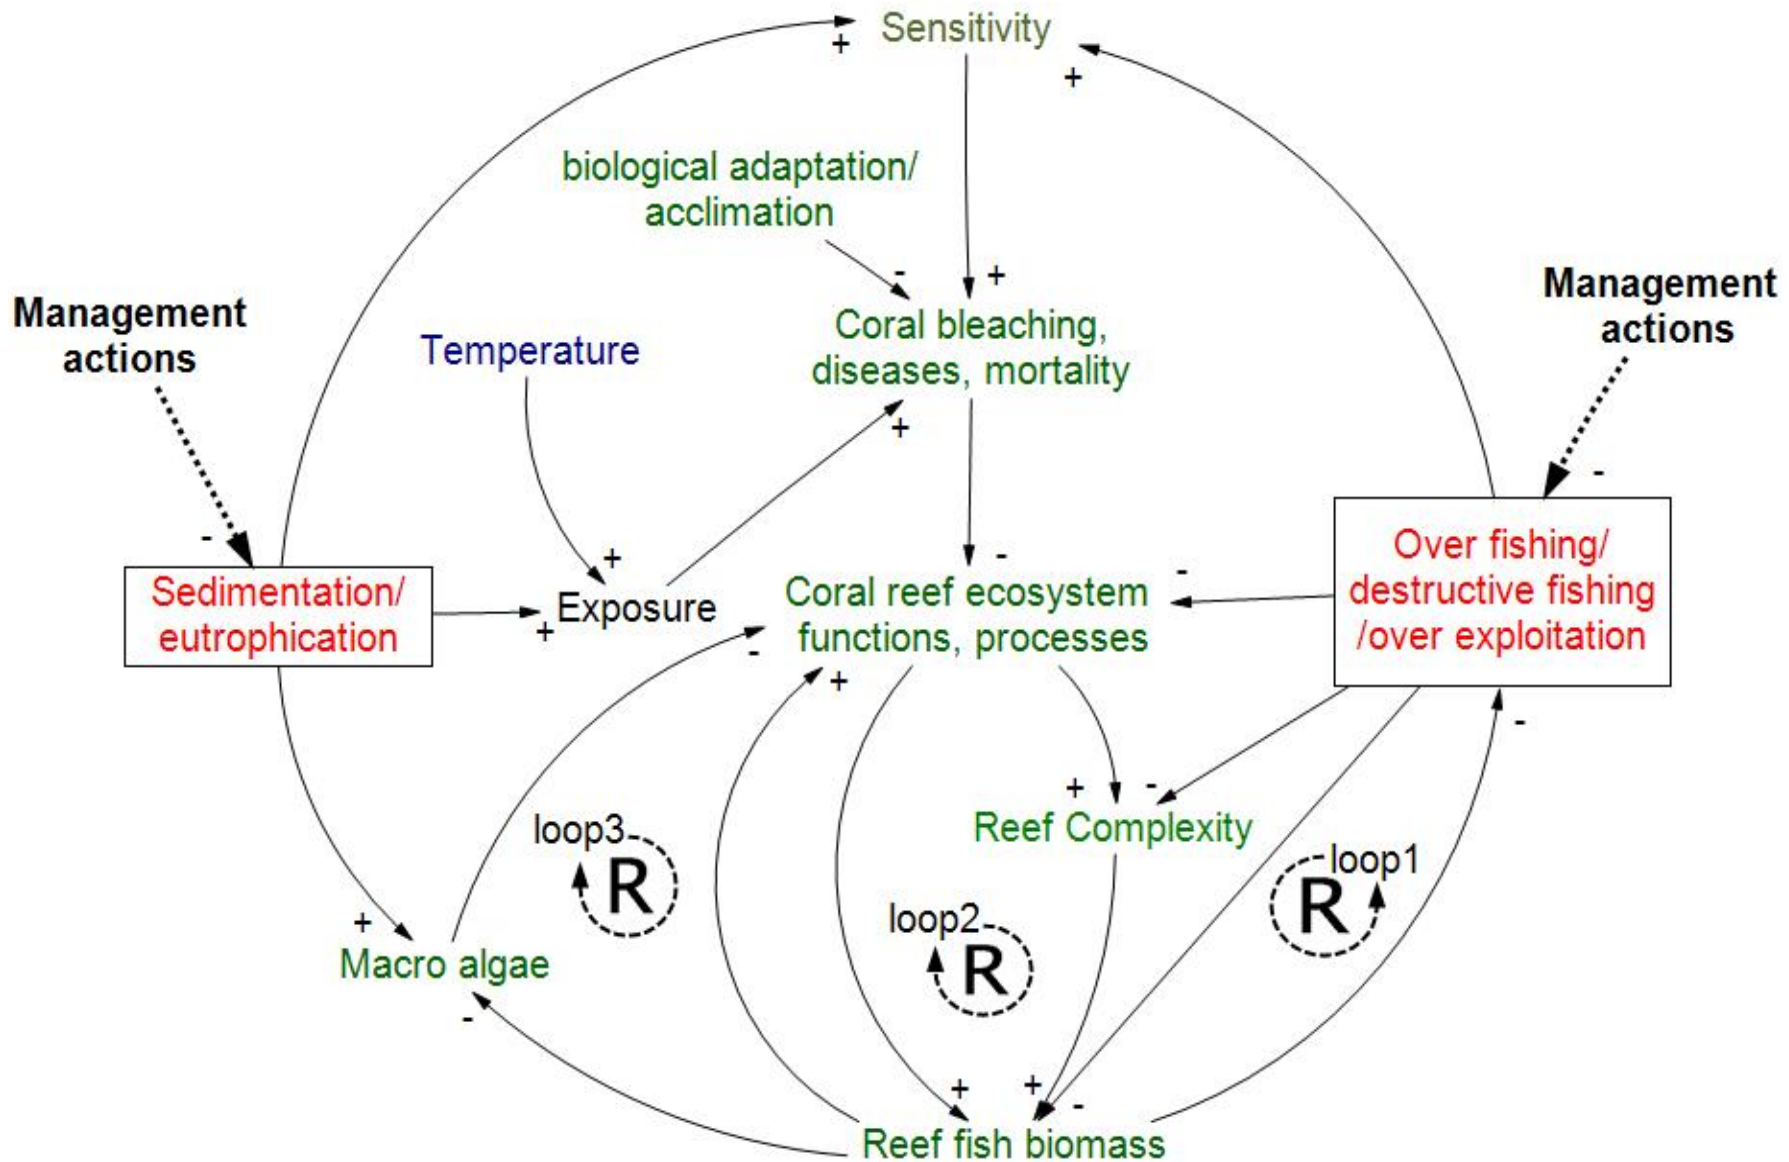 Sensitivity
+
+
biological adaptation/
acclimation
-
+
Management
actions
Management
actions
Temperature
Coral bleaching,
diseases, mortality
+
-
-
+
-
-
Sedimentation/
eutrophication
+
Exposure
Coral reef ecosystem
functions, processes
Over fishing/
destructive fishing
/over exploitation
-
+
-
+
-
Reef Complexity
loop3
R
loop1
R
loop2
R
+
Macro algae
-
+
+
-
Reef fish biomass